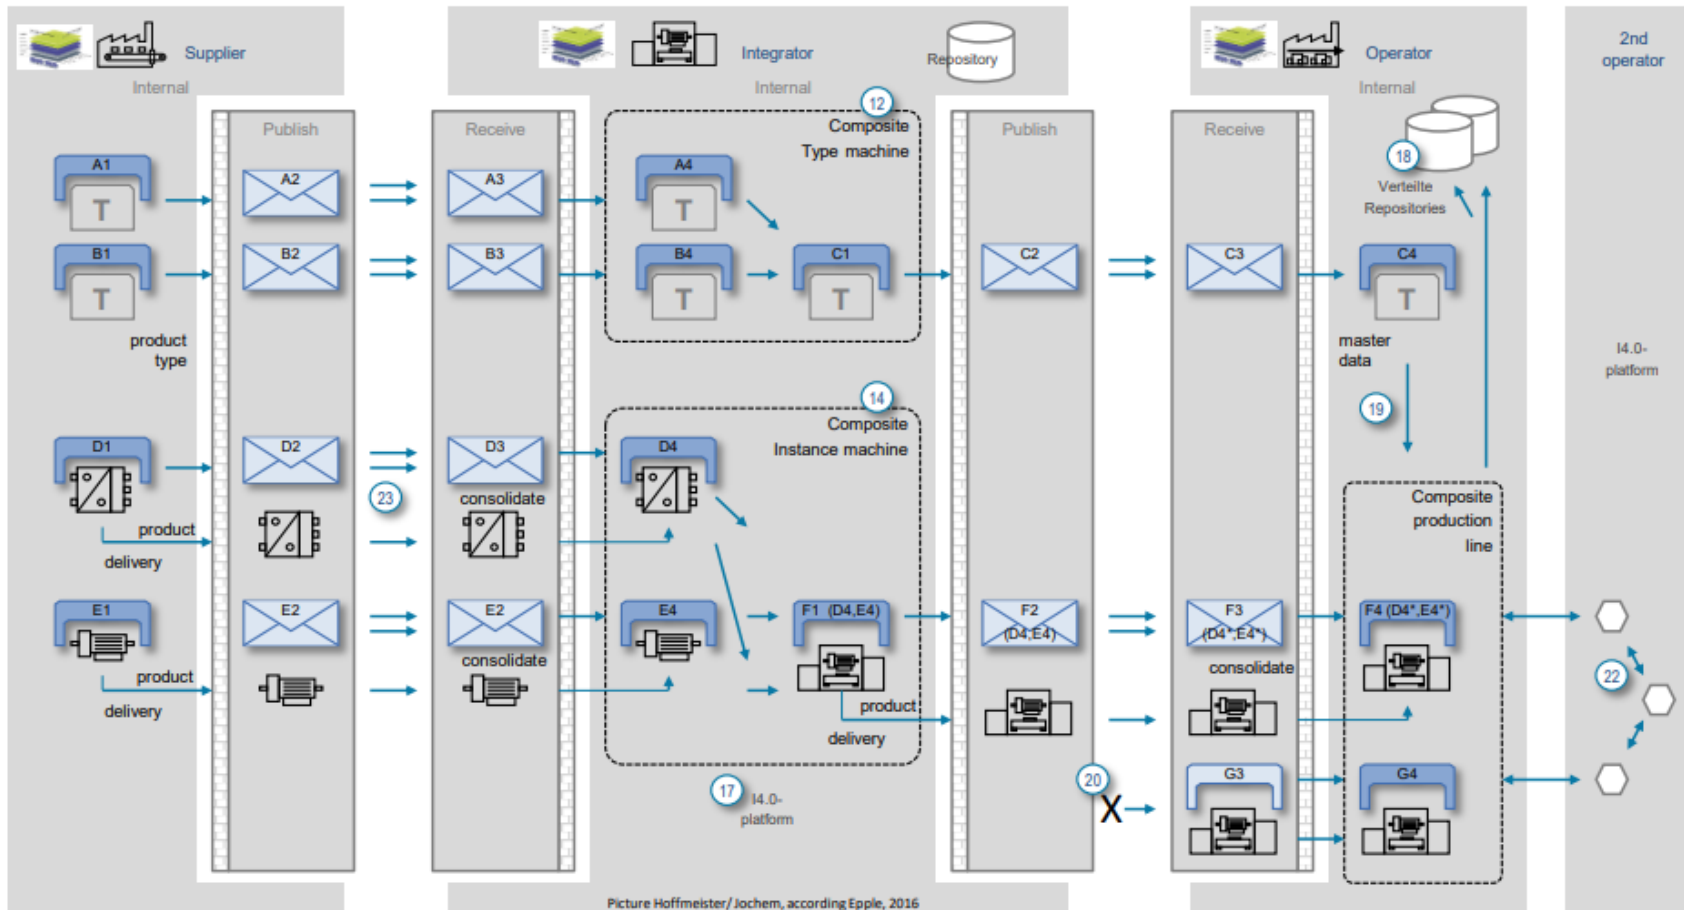 Supplier
Internal
Integrator
Internal
Repository
Operator
Internal
2nd
operator
Publish
Receive
12
Composite
Type machine
Publish
Receive
18
Verteilte
Repositories
A1
T
A2
A3
A4
T
B1
T
B2
B3
B4
T
C1
T
C2
C3
C4
T
product
type
master
data
I4.0-
platform
19
14
Composite
Instance machine
D1
D2
D3
D4
23
consolidate
product
delivery
Composite
production
line
E1
E2
E2
E4
F1 (D4,E4)
F2
(D4,E4)
F3
(D4*,E4*)
F4 (D4*,E4*)
consolidate
consolidate
product
delivery
product
delivery
22
17
I4.0-
platform
20
X
G3
G4
Picture Hoffmeister/ Jochem, according Epple, 2016